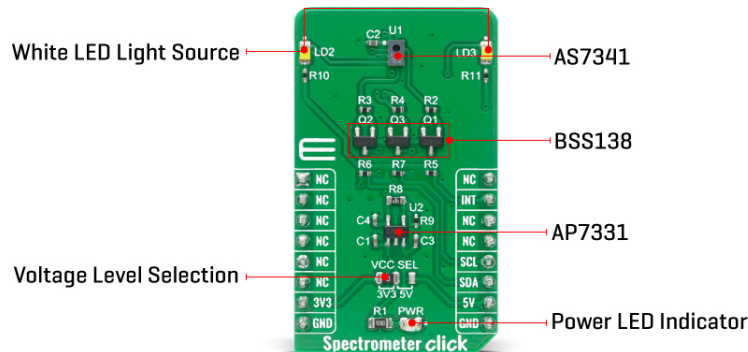 C2
U1
White LED Light Source
LD2
LD3
AS7341
R10
R11
R3
R4
R2
Q2
Q3
Q1
BSS138
R6
R7
R5
NC
NC
NC
NC
NC
NC
3V3
GND
R8
U2
C4
R9
C1
C3
AP7331
NC
INT
NC
NC
SCL
SDA
5V
GND
Voltage Level Selection
VCC SEL
3V3 5V
R1
PWR
Power LED Indicator
Spectrometer click